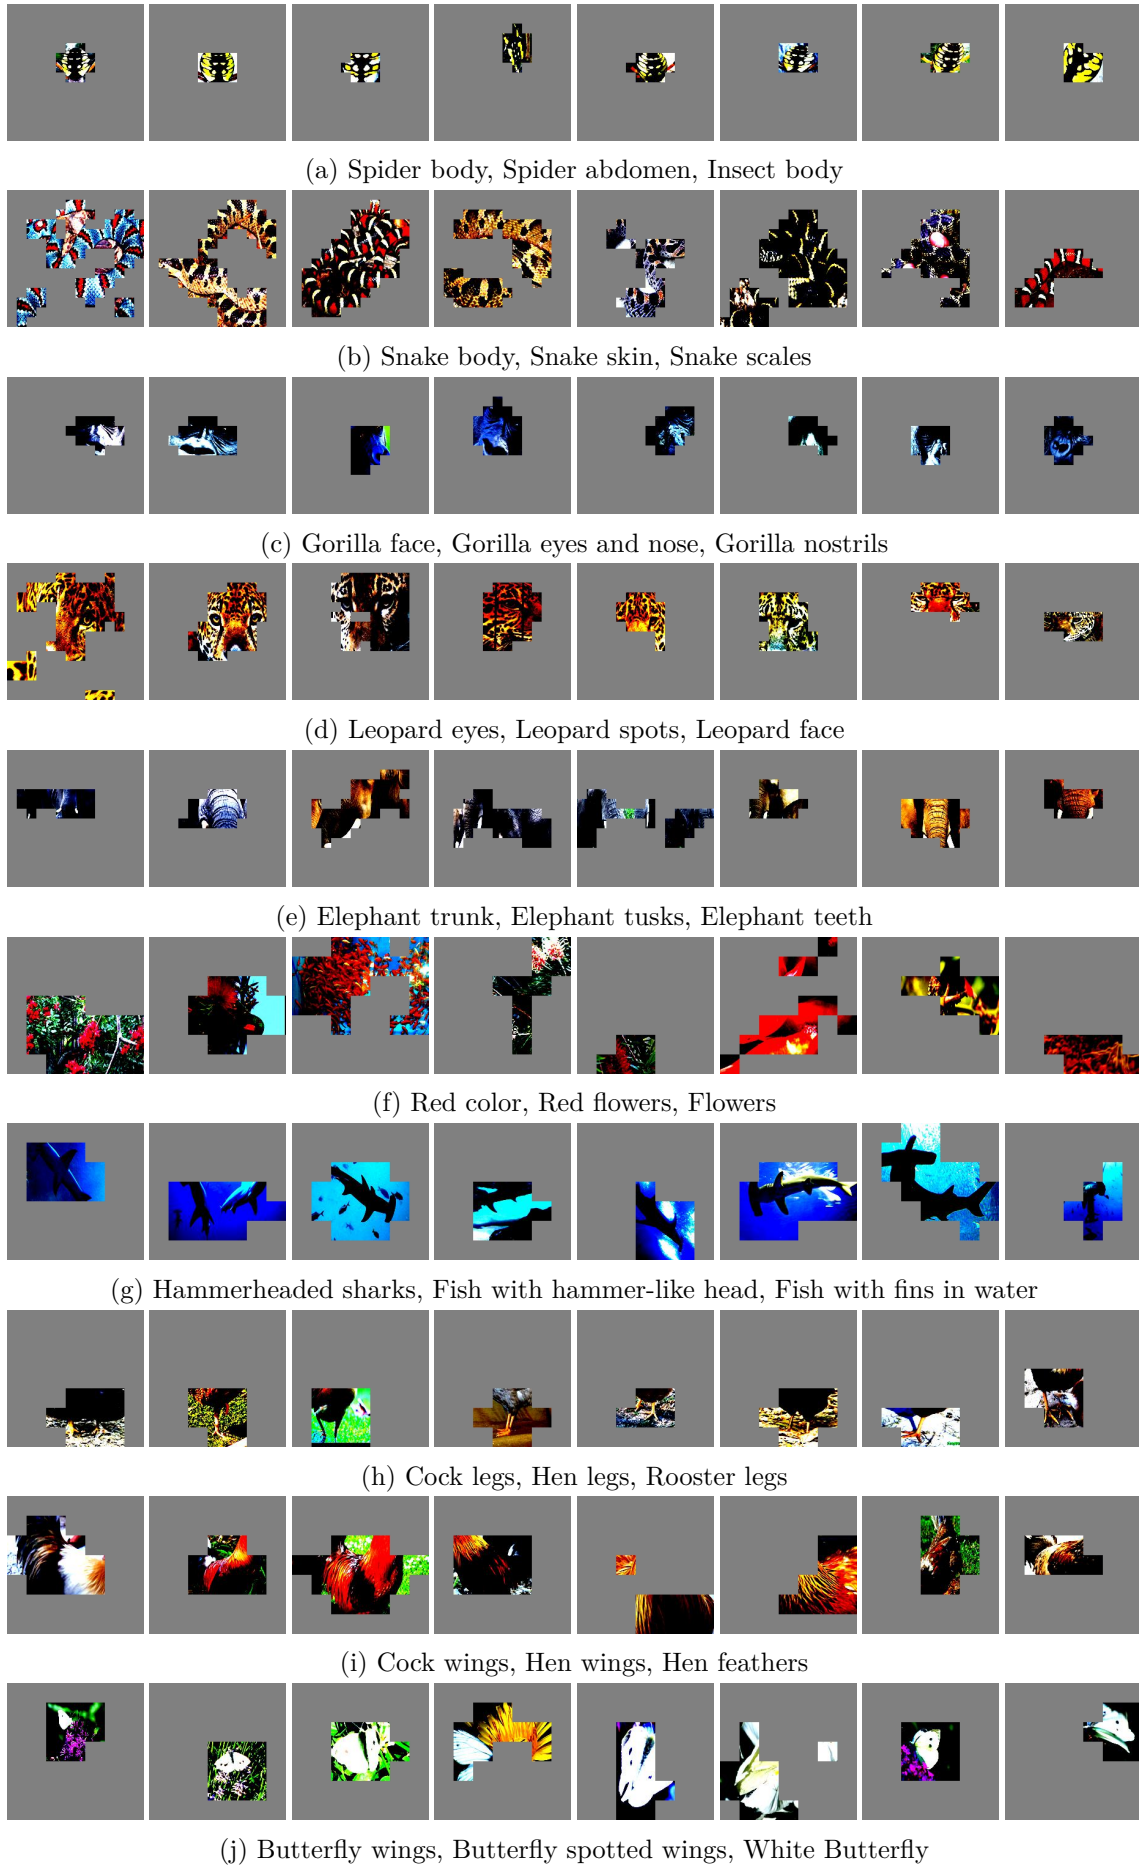 (a) Spider body, Spider abdomen, Insect body
(b) Snake body, Snake skin, Snake scales
(c) Gorilla face, Gorilla eyes and nose, Gorilla nostrils
(d) Leopard eyes, Leopard spots, Leopard face
(e) Elephant trunk, Elephant tusks, Elephant teeth
(f) Red color, Red flowers, Flowers
(g) Hammerheaded sharks, Fish with hammer-like head, Fish with fins in water
(h) Cock legs, Hen legs, Rooster legs
(i) Cock wings, Hen wings, Hen feathers
(j) Butterfly wings, Butterfly spotted wings, White Butterfly